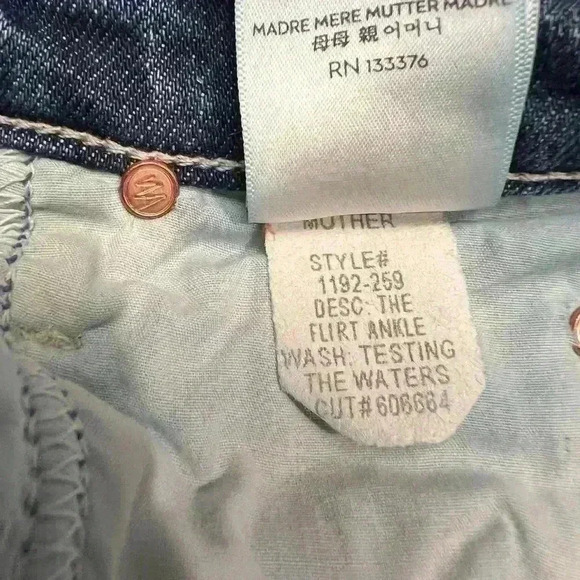 MADRE MERE MUTTER MADRE
母母 親 어머니
RN 133376
MOTHER
STYLE#
1192-259
DESC: THE
FLIRT ANKLE
WASH: TESTING
THE WATERS
CUT# 606664